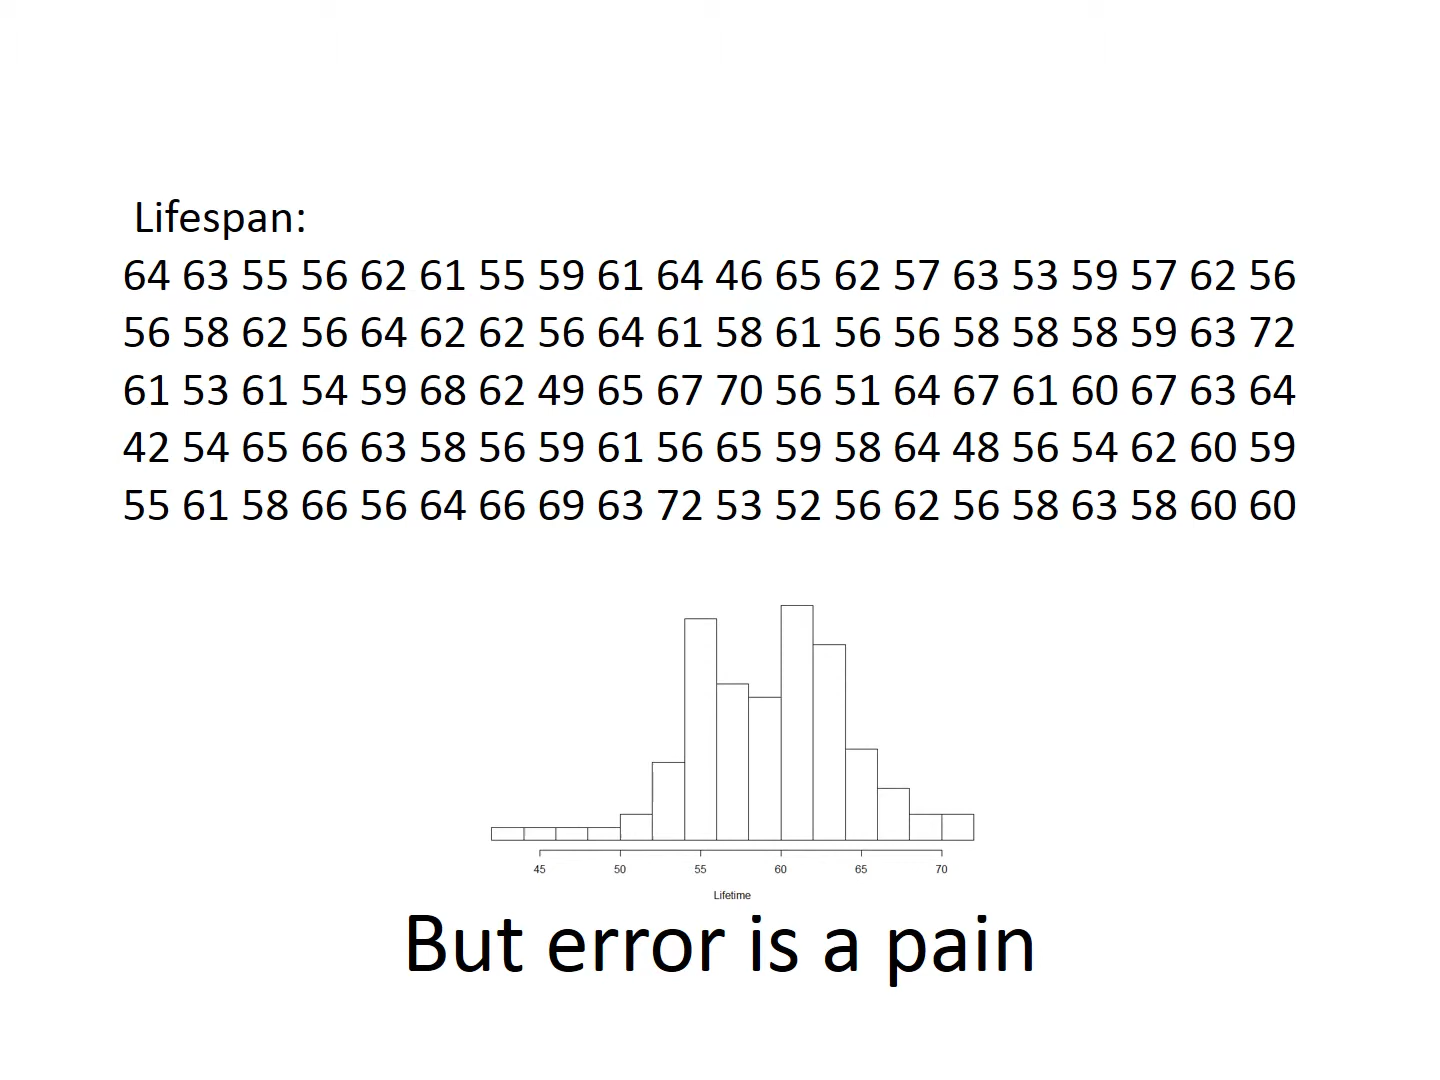 Lifespan:
64 63 55 56 62 61 55 59 61 64 46 65 62 57 63 53 59 57 62 56
56 58 62 56 64 62 62 56 64 61 58 61 56 56 58 58 58 59 63 72
61 53 61 54 59 68 62 49 65 67 70 56 51 64 67 61 60 67 63 64
42 54 65 66 63 58 56 59 61 56 65 59 58 64 48 56 54 62 60 59
55 61 58 66 56 64 66 69 63 72 53 52 56 62 56 58 63 58 60 60
45 50 55 60 65 70
Lifetime
But error is a pain